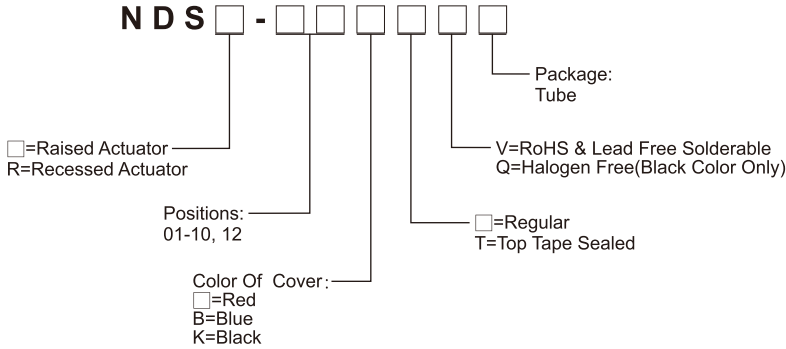 NDS□-□□□□□□
Package:
Tube
□=Raised Actuator
R=Recessed Actuator
V=RoHS & Lead Free Solderable
Q=Halogen Free(Black Color Only)
Positions:
01-10, 12
□=Regular
T=Top Tape Sealed
Color Of Cover:
□=Red
B=Blue
K=Black